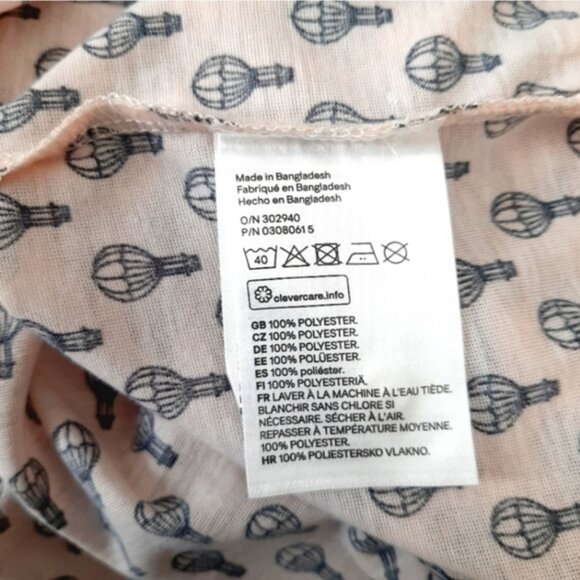 Made in Bangladesh
Fabriqué en Bangladesh
Hecho en Bangladesh
O/N 302940
P/N 0308061 5
40
clevercare.info
GB 100% POLYESTER.
CZ 100% POLYESTER.
DE 100% POLYESTER.
EE 100% POLÜESTER.
ES 100% poliéster.
FI 100% POLYESTERIÄ.
FR LAVER À LA MACHINE À L'EAU TIÈDE.
BLANCHIR SANS CHLORE SI
NÉCESSAIRE. SÉCHER À L'AIR.
REPASSER À TEMPÉRATURE MOYENNE.
100% POLYESTER.
HR 100% POLIESTERSKO VLAKNO.